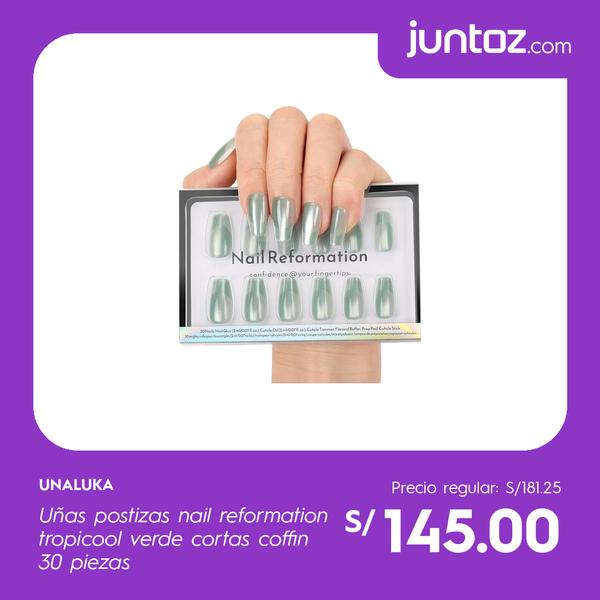 juntoz.com
Nail Reformation
confidence@yourfingertips
UNALUKA
Uñas postizas nail reformation
tropicool verde cortas coffin
30 piezas
Precio regular: S/181.25
S/145.00